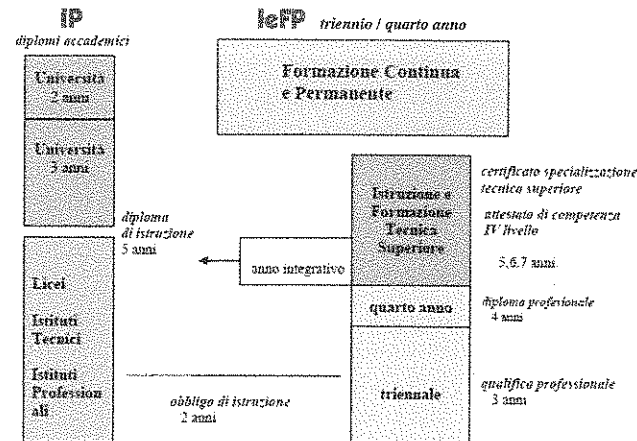 IP
diplomi accademici
Università
2 anni
Università
3 anni
diploma
di istruzione
5 anni
Licei
Istituti
Tecnici
Istituti
Profession
ali
IeFP triennio / quarto anno
Formazione Continua
e Permanente
Istruzione e
Formazione
Tecnica
Superiore
certificato specializzazione
tecnica superiore
attestato di competenza
IV livello
5,6,7 anni
anno integrativo
quarto anno
diploma profesionale
4 anni
obbligo di istruzione
2 anni
triennale
qualifica professionale
3 anni